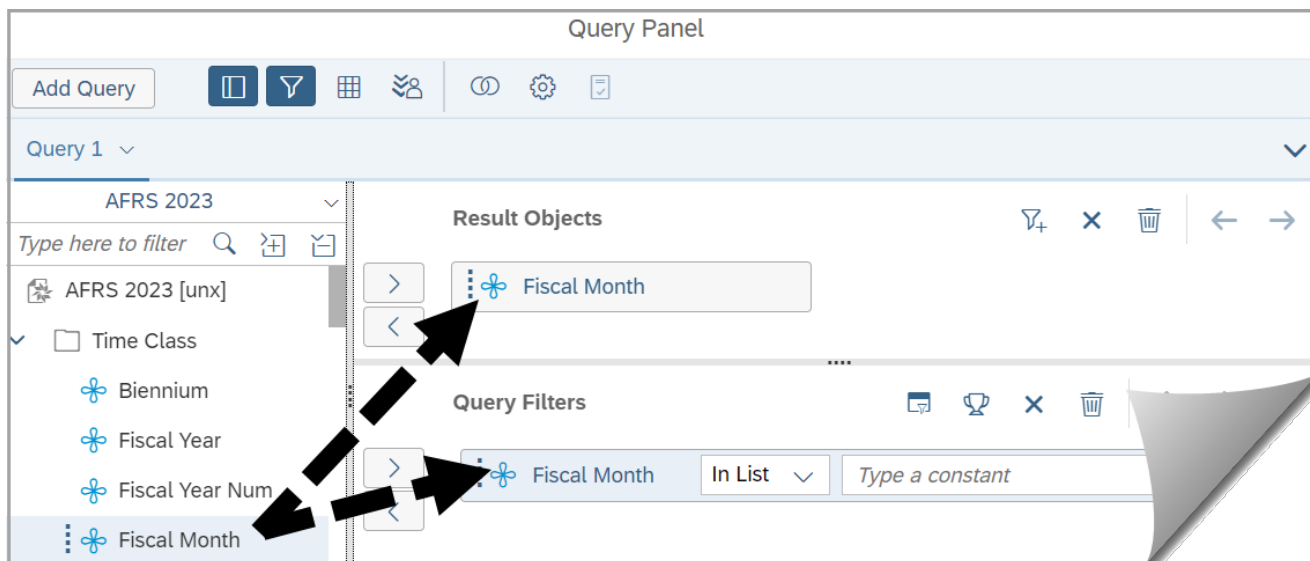 Query Panel
Add Query
Query 1
AFRS 2023
Type here to filter
AFRS 2023 [unx]
Time Class
Biennium
Fiscal Year
Fiscal Year Num
Fiscal Month
Result Objects
Fiscal Month
Query Filters
Fiscal Month In List Type a constant